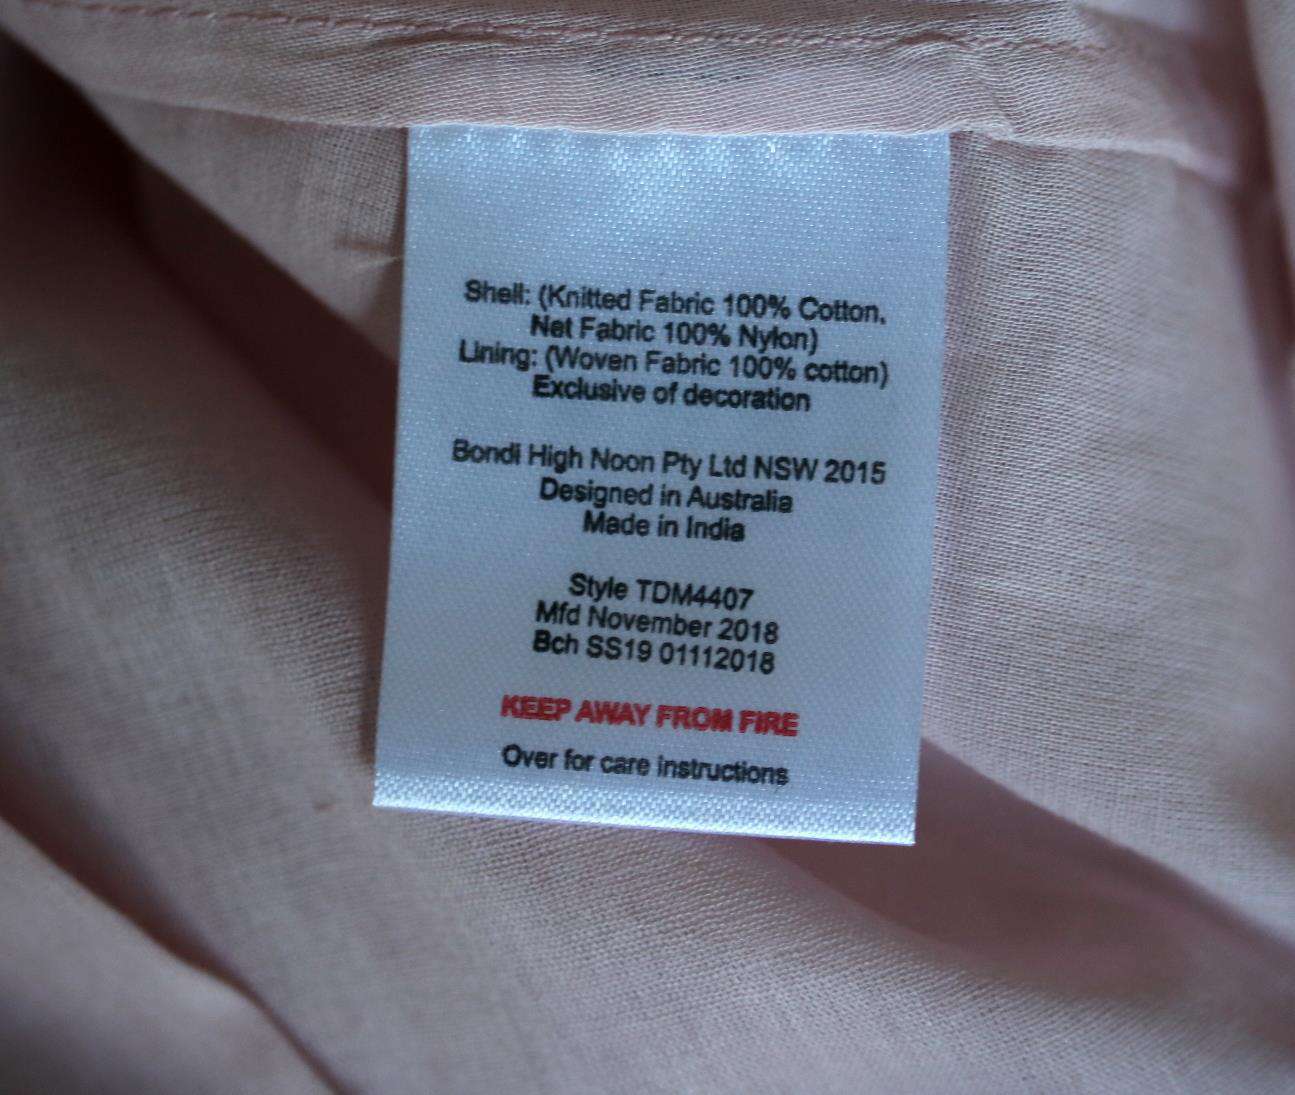 Shell: (Knitted Fabric 100% Cotton.
Net Fabric 100% Nylon)
Lining: (Woven Fabric 100% cotton)
Exclusive of decoration
Bondi High Noon Pty Ltd NSW 2015
Designed in Australia
Made in India
Style TDM4407
Mfd November 2018
Bch SS19 01112018
KEEP AWAY FROM FIRE
Over for care instructions